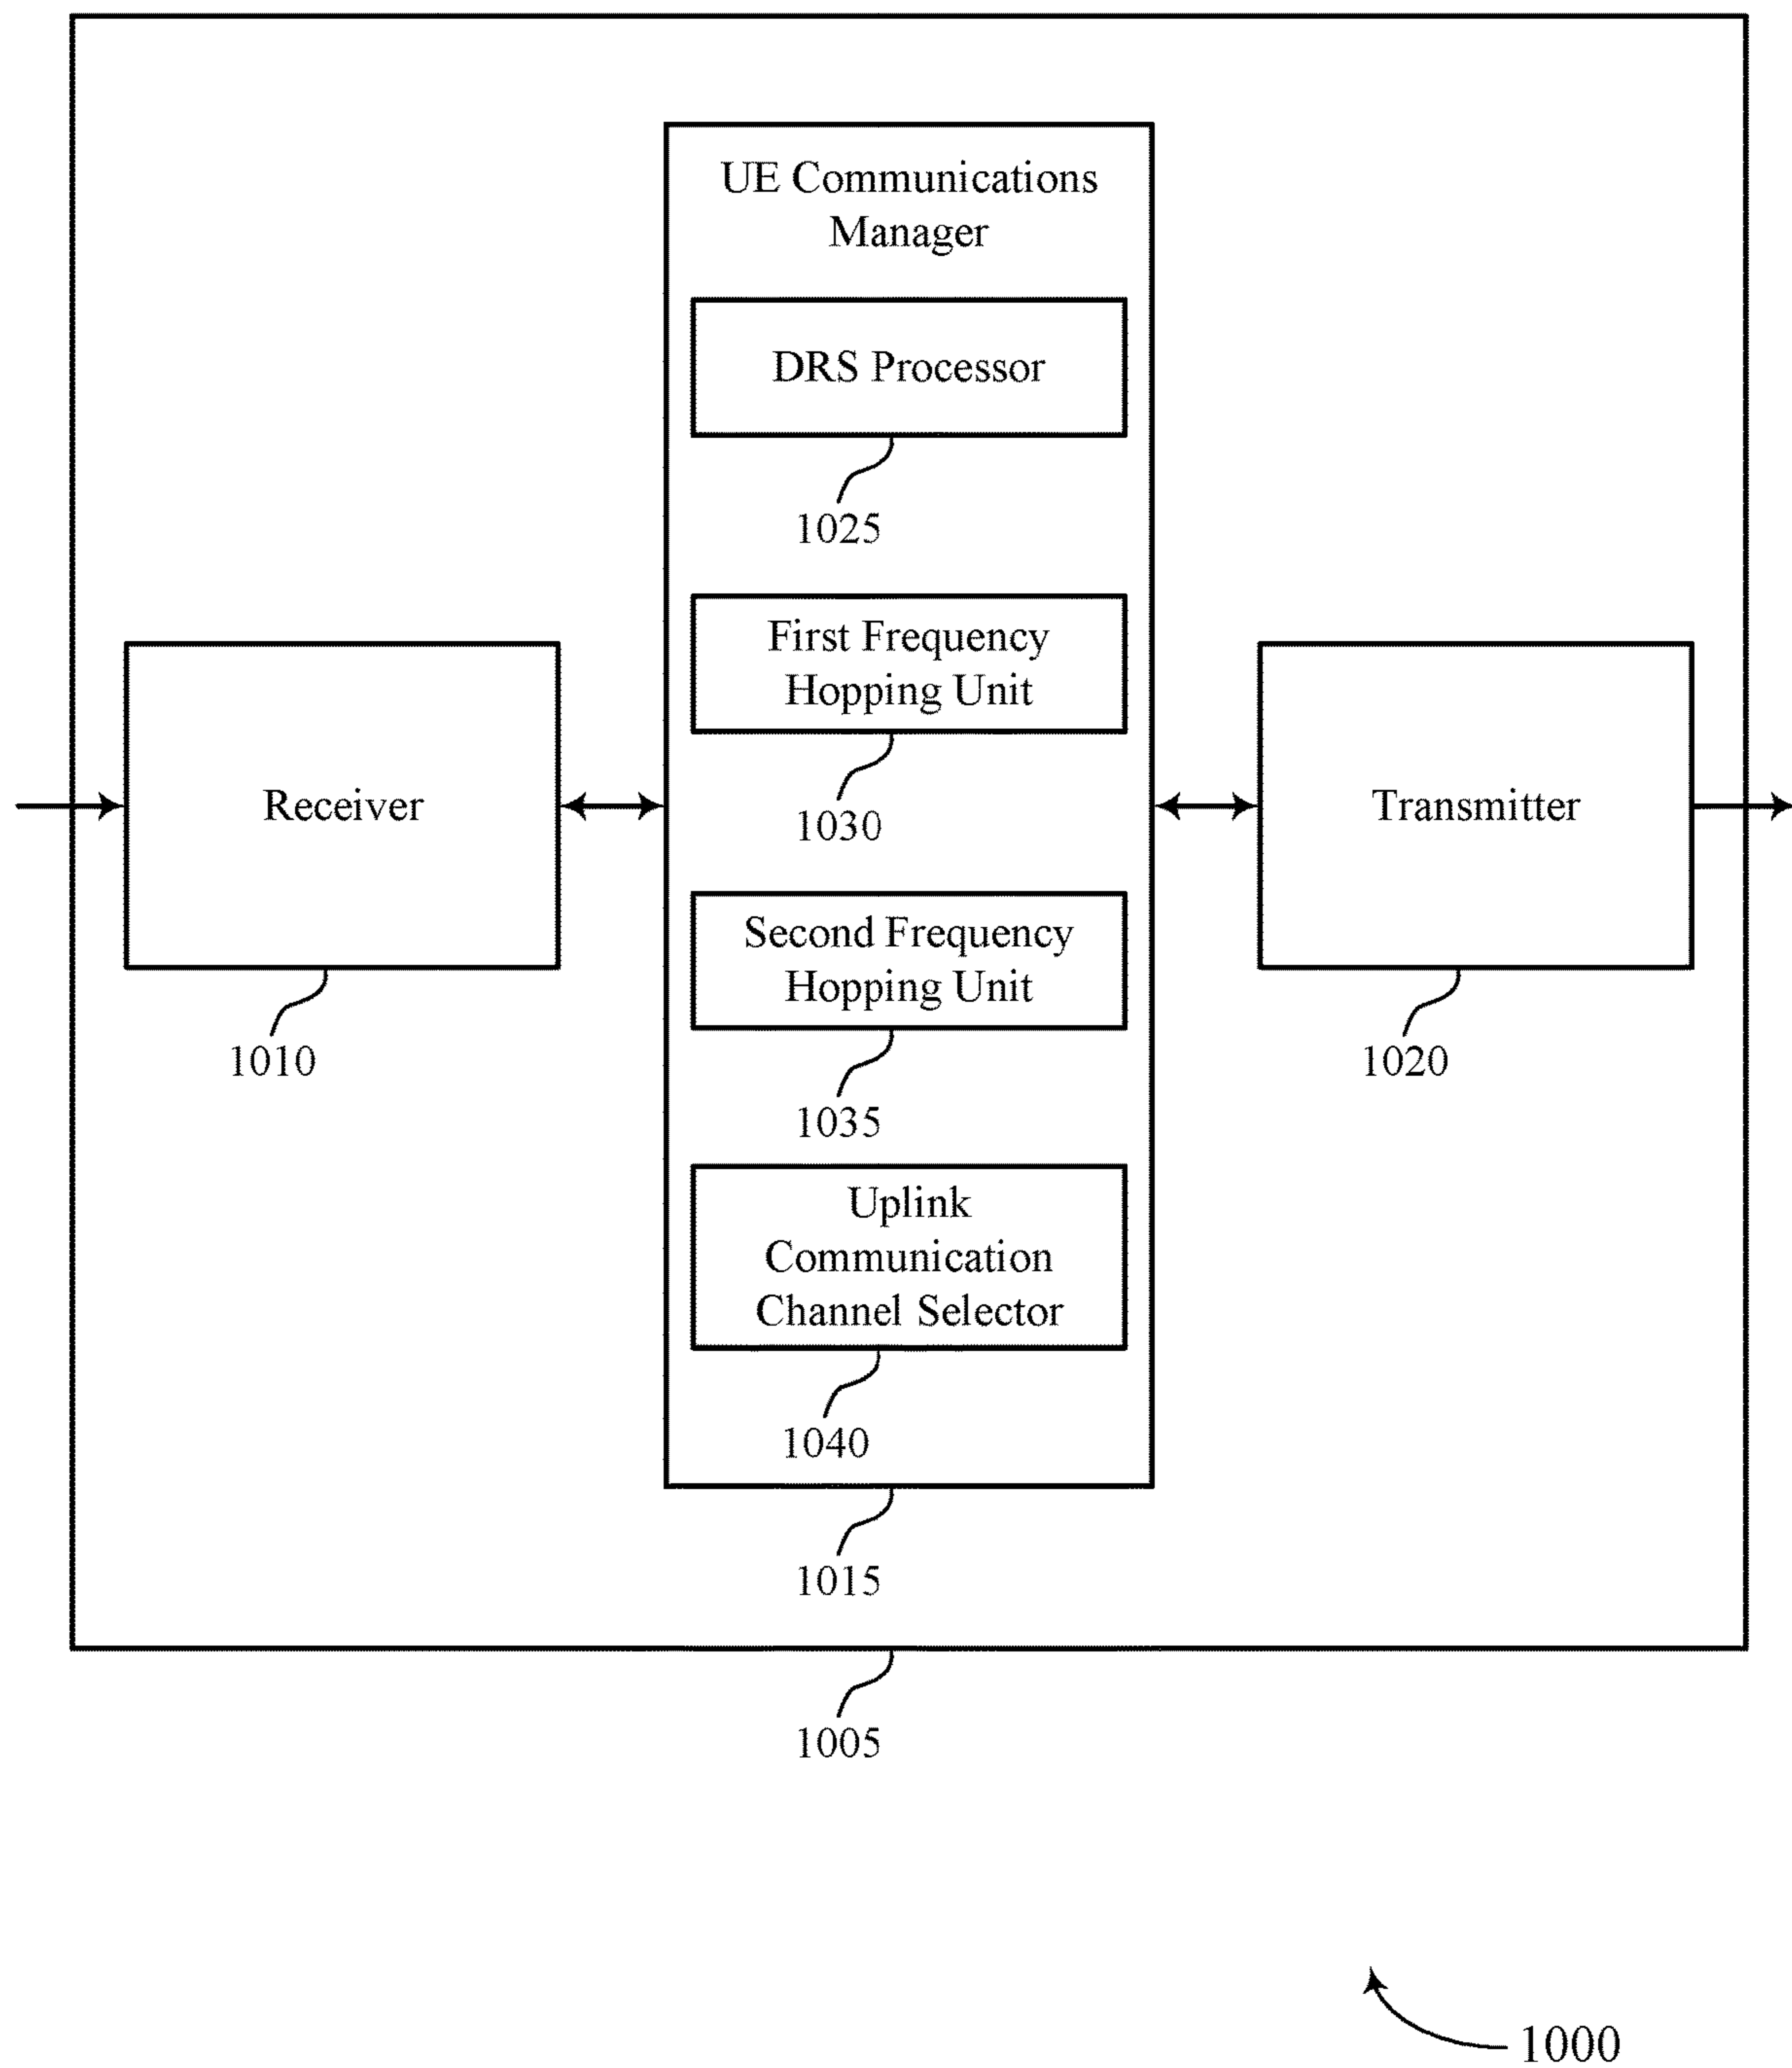 UE Communications
Manager
DRS Processor
1025
First Frequency
Hopping Unit
1030
Receiver
1010
Transmitter
1020
Second Frequency
Hopping Unit
1035
Uplink
Communication
Channel Selector
1040
1015
1005
1000